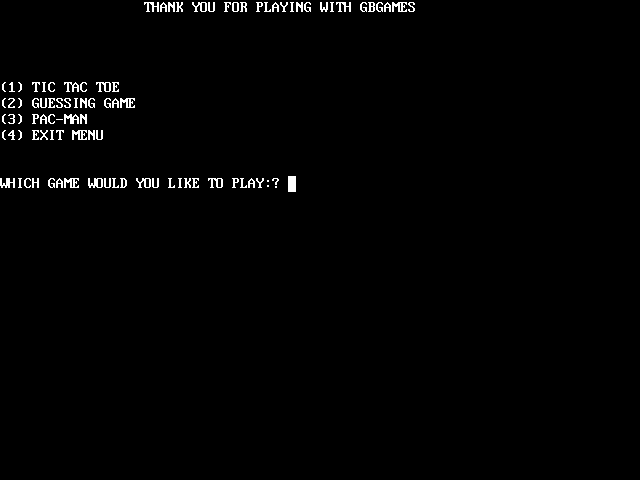 THANK YOU FOR PLAYING WITH GBGAMES
(1) TIC TAC TOE
(2) GUESSING GAME
(3) PAC-MAN
(4) EXIT MENU
WHICH GAME WOULD YOU LIKE TO PLAY:?